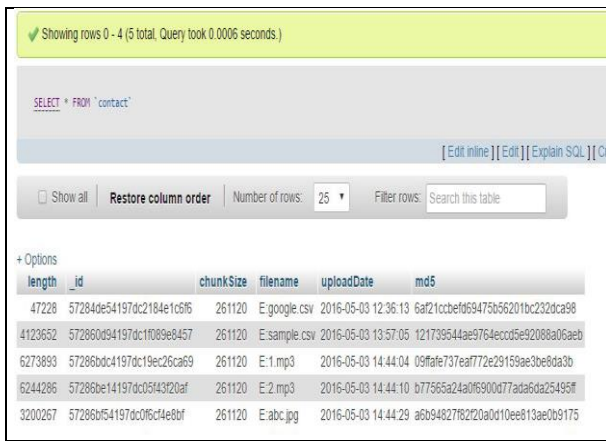 Showing rows 0 - 4 (5 total, Query took 0.0006 seconds.)
SELECT * FROM `contact`
[ Edit inline ] [ Edit ] [ Explain SQL ] [
Show all Restore column order Number of rows: 25 Filter rows: Search this table
+ Options
length _id chunkSize filename uploadDate md5
47228 57284de54197dc2184e1c6f6 261120 E:google.csv 2016-05-03 12:36:13 6af21ccbefd69475b56201bc232dca98
4123652 572860d94197dc1f089e8457 261120 E:sample.csv 2016-05-03 13:57:05 121739544ae9764eccd5e92088a06aeb
6273893 57286bdc4197dc19ec26ca69 261120 E:1.mp3 2016-05-03 14:44:04 09ffafe737eaf772e29159ae3be8da3b
6244286 57286be14197dc05f43f20af 261120 E:2.mp3 2016-05-03 14:44:10 b77565a24a0f6900d77ada6da25495ff
3200267 57286bf54197dc0f6cf4e8bf 261120 E:abc.jpg 2016-05-03 14:44:29 a6b94827f82f20a0d10ee813ae0b9175